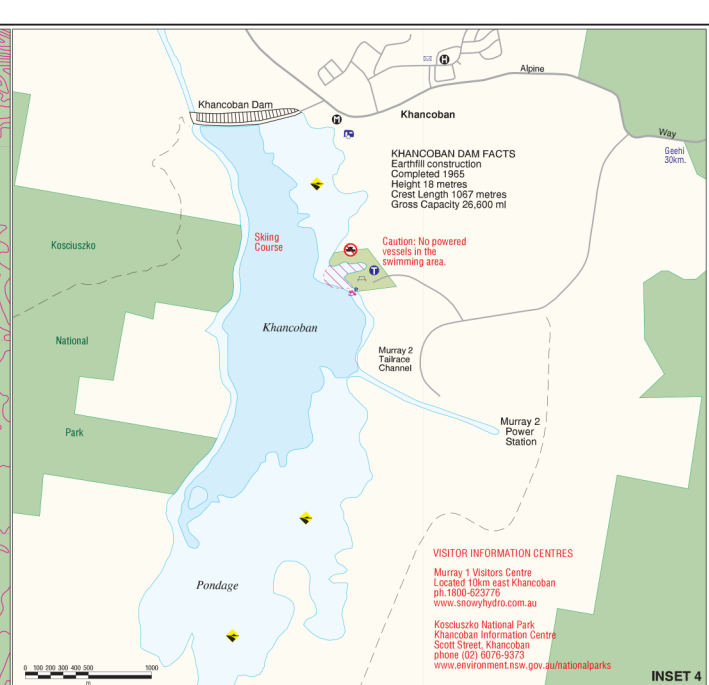 H
Alpine
Khancoban Dam
Khancoban
H
Way
Geehi
30km.
KHANCOBAN DAM FACTS
Earthfill construction
Completed 1965
Height 18 metres
Crest Length 1067 metres
Gross Capacity 26,600 ml
Skiing
Course
Caution: No powered
vessels in the
swimming area.
Kosciuszko
T
Khancoban
National
Murray 2
Tailrace
Channel
Park
Murray 2
Power
Station
VISITOR INFORMATION CENTRES
Murray 1 Visitors Centre
Located 10km east Khancoban
ph.1800-623776
www.snowyhydro.com.au
Pondage
Kosciuszko National Park
Khancoban Information Centre
Scott Street, Khancoban
phone (02) 6076-9373
www.environment.nsw.gov.au/nationalparks
0 100 200 300 400 500 1000
m
INSET 4